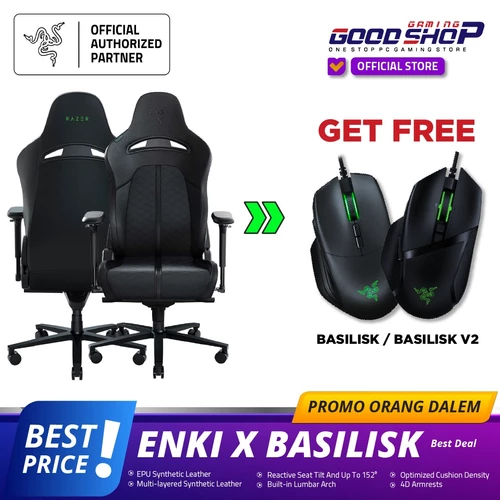 OFFICIAL
AUTHORIZED
PARTNER
GAMING
GOODSHOP
ONE STOP PC GAMING STORE
OFFICIAL STORE
RAZER
GET FREE
BASILISK / BASILISK V2
PROMO ORANG DALEM
BEST
PRICE!
ENKI X BASILISK
Best Deal
EPU Synthetic Leather
Multi-layered Synthetic Leather
Reactive Seat Tilt And Up To 152°
Built-in Lumbar Arch
Optimized Cushion Density
4D Armrests